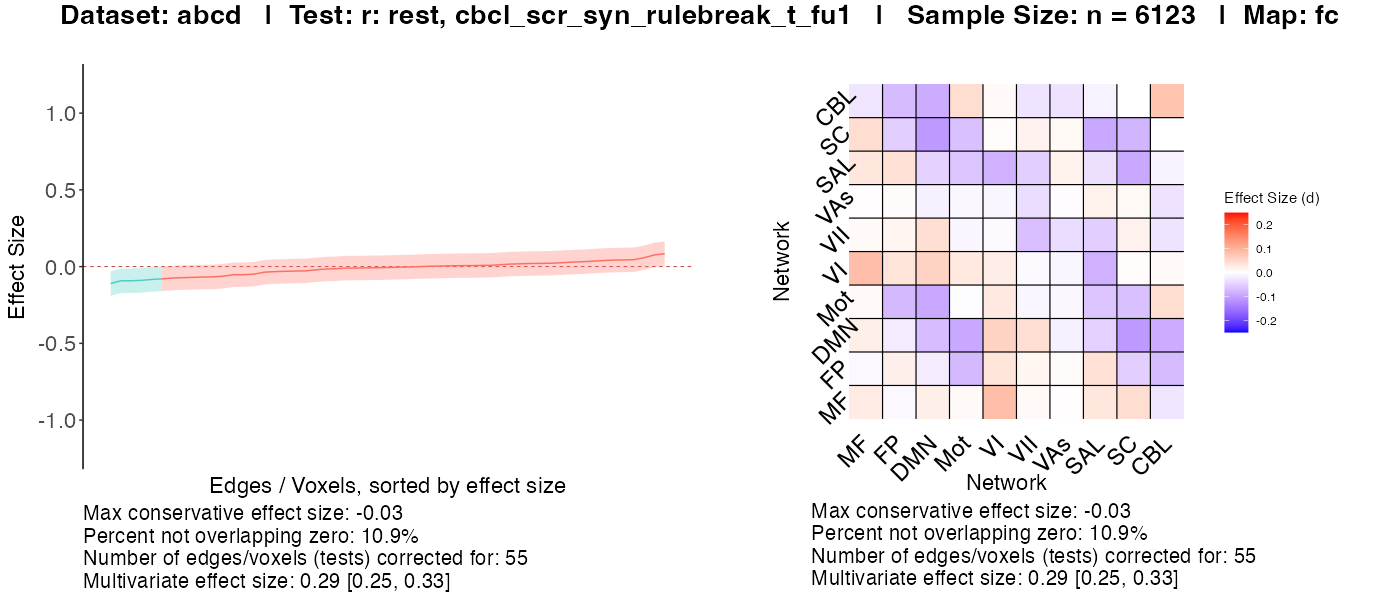 Dataset: abcd | Test: r: rest, cbcl_scr_syn_rulebreak_t_fu1 | Sample Size: n = 6123 | Map: fc
Effect Size
1.0
0.5
0.0
-0.5
-1.0
Edges / Voxels, sorted by effect size
Max conservative effect size: -0.03
Percent not overlapping zero: 10.9%
Number of edges/voxels (tests) corrected for: 55
Multivariate effect size: 0.29 [0.25, 0.33]
Network
CBL
SC
SAL
VAs
VII
VI
Mot
DMN
FP
MF
MF
FP
DMN
Mot
VI
VII
VAs
SAL
SC
CBL
Network
Effect Size (d)
0.2
0.1
0.0
-0.1
-0.2
Max conservative effect size: -0.03
Percent not overlapping zero: 10.9%
Number of edges/voxels (tests) corrected for: 55
Multivariate effect size: 0.29 [0.25, 0.33]